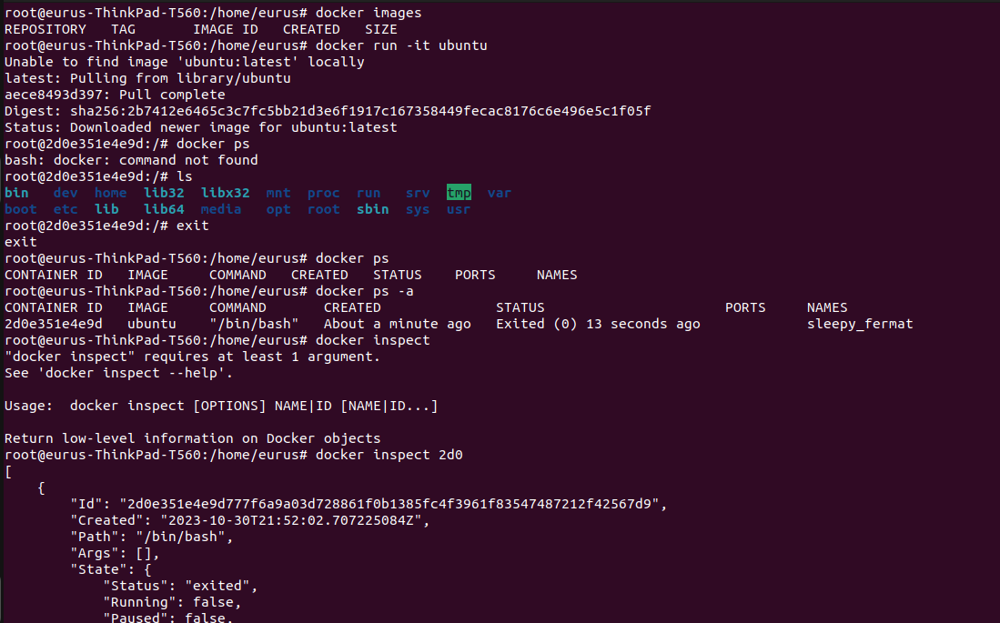 root@eurus-ThinkPad-T560:/home/eurus# docker images
REPOSITORY   TAG       IMAGE ID   CREATED   SIZE
root@eurus-ThinkPad-T560:/home/eurus# docker run -it ubuntu
Unable to find image 'ubuntu:latest' locally
latest: Pulling from library/ubuntu
aece8493d397: Pull complete
Digest: sha256:2b7412e6465c3c7fc5bb21d3e6f1917c167358449fecac8176c6e496e5c1f05f
Status: Downloaded newer image for ubuntu:latest
root@2d0e351e4e9d:/# docker ps
bash: docker: command not found
root@2d0e351e4e9d:/# ls
bin   dev  home  lib32  libx32  mnt  proc  run   srv  tmp  var
boot  etc  lib   lib64  media   opt  root  sbin  sys  usr
root@2d0e351e4e9d:/# exit
exit
root@eurus-ThinkPad-T560:/home/eurus# docker ps
CONTAINER ID   IMAGE     COMMAND   CREATED   STATUS    PORTS     NAMES
root@eurus-ThinkPad-T560:/home/eurus# docker ps -a
CONTAINER ID   IMAGE     COMMAND       CREATED              STATUS                      PORTS     NAMES
2d0e351e4e9d   ubuntu    "/bin/bash"   About a minute ago   Exited (0) 13 seconds ago             sleepy_fermat
root@eurus-ThinkPad-T560:/home/eurus# docker inspect
"docker inspect" requires at least 1 argument.
See 'docker inspect --help'.

Usage:  docker inspect [OPTIONS] NAME|ID [NAME|ID...]

Return low-level information on Docker objects
root@eurus-ThinkPad-T560:/home/eurus# docker inspect 2d0
[
    {
        "Id": "2d0e351e4e9d777f6a9a03d728861f0b1385fc4f3961f83547487212f42567d9",
        "Created": "2023-10-30T21:52:02.707225084Z",
        "Path": "/bin/bash",
        "Args": [],
        "State": {
            "Status": "exited",
            "Running": false,
            "Paused": false,